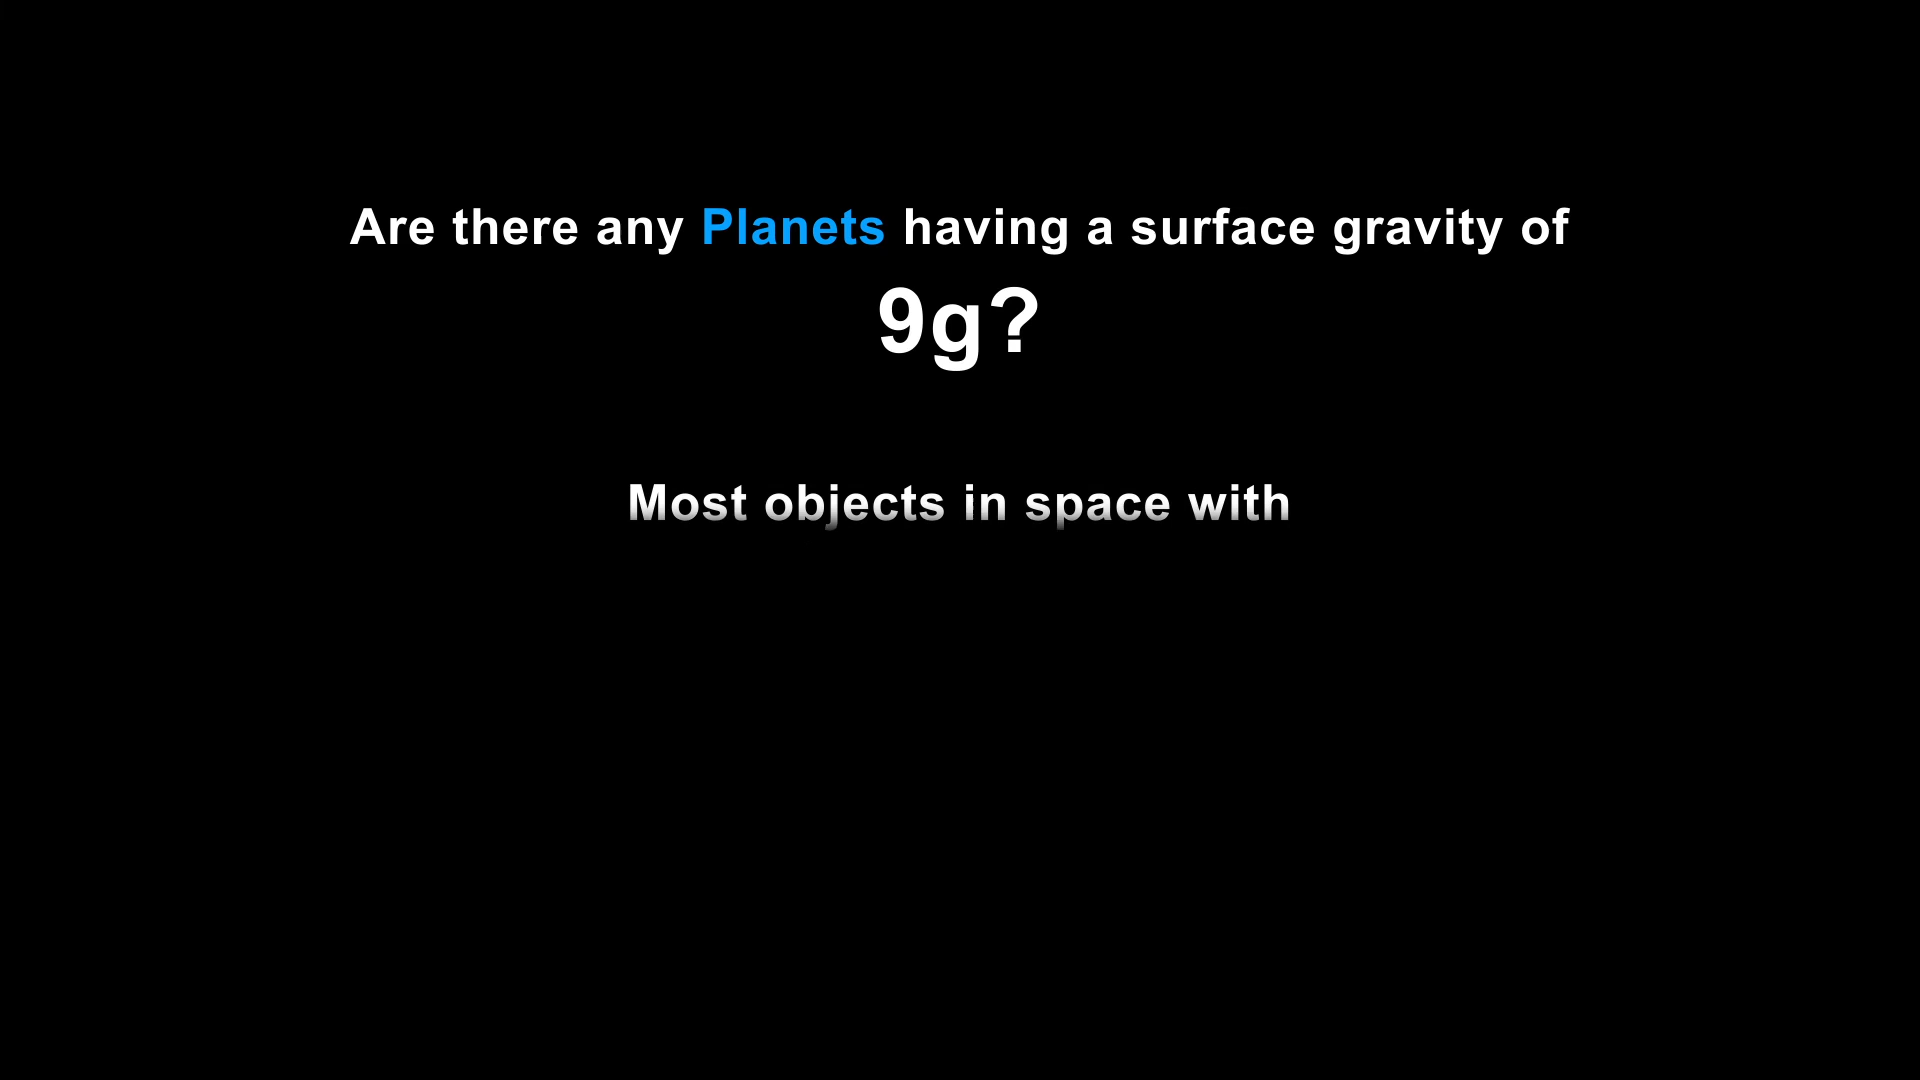 Are there any Planets having a surface gravity of
9g?
Most objects in space with